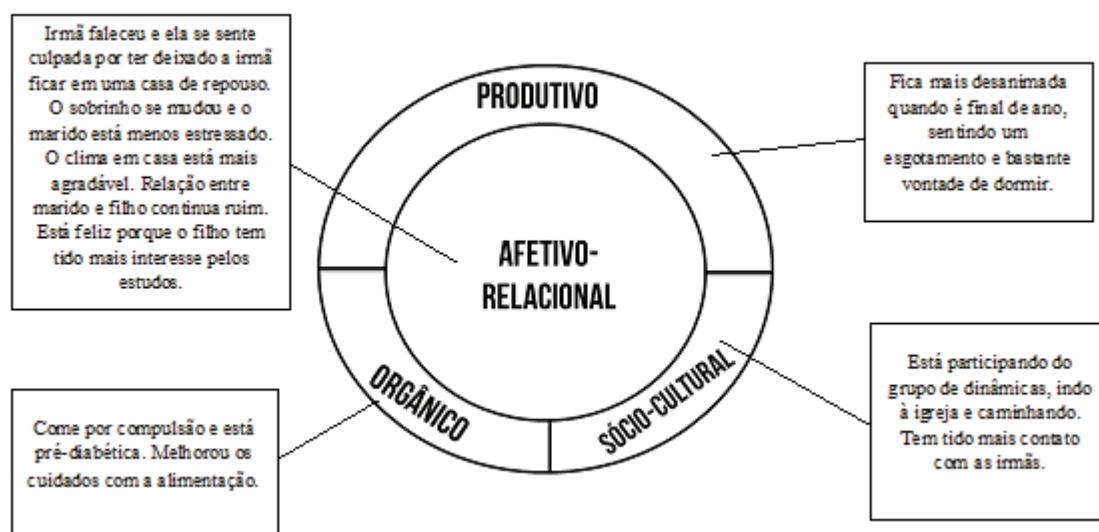 Irmã faleceu e ela se sente
culpada por ter deixado a irmã
ficar em uma casa de repouso.
O sobrinho se mudou e o
marido está menos estressado.
O clima em casa está mais
agradável. Relação entre
marido e filho continua ruim.
Está feliz porque o filho tem
tido mais interesse pelos
estudos.
PRODUTIVO
Fica mais desanimada
quando é final de ano,
sentindo um
esgotamento e bastante
vontade de dormir.
AFETIVO-
RELACIONAL
ORGÂNICO
SÓCIO-CULTURAL
Come por compulsão e está
pré-diabética. Melhorou os
cuidados com a alimentação.
Está participando do
grupo de dinâmicas, indo
à igreja e caminhando.
Tem tido mais contato
com as irmãs.